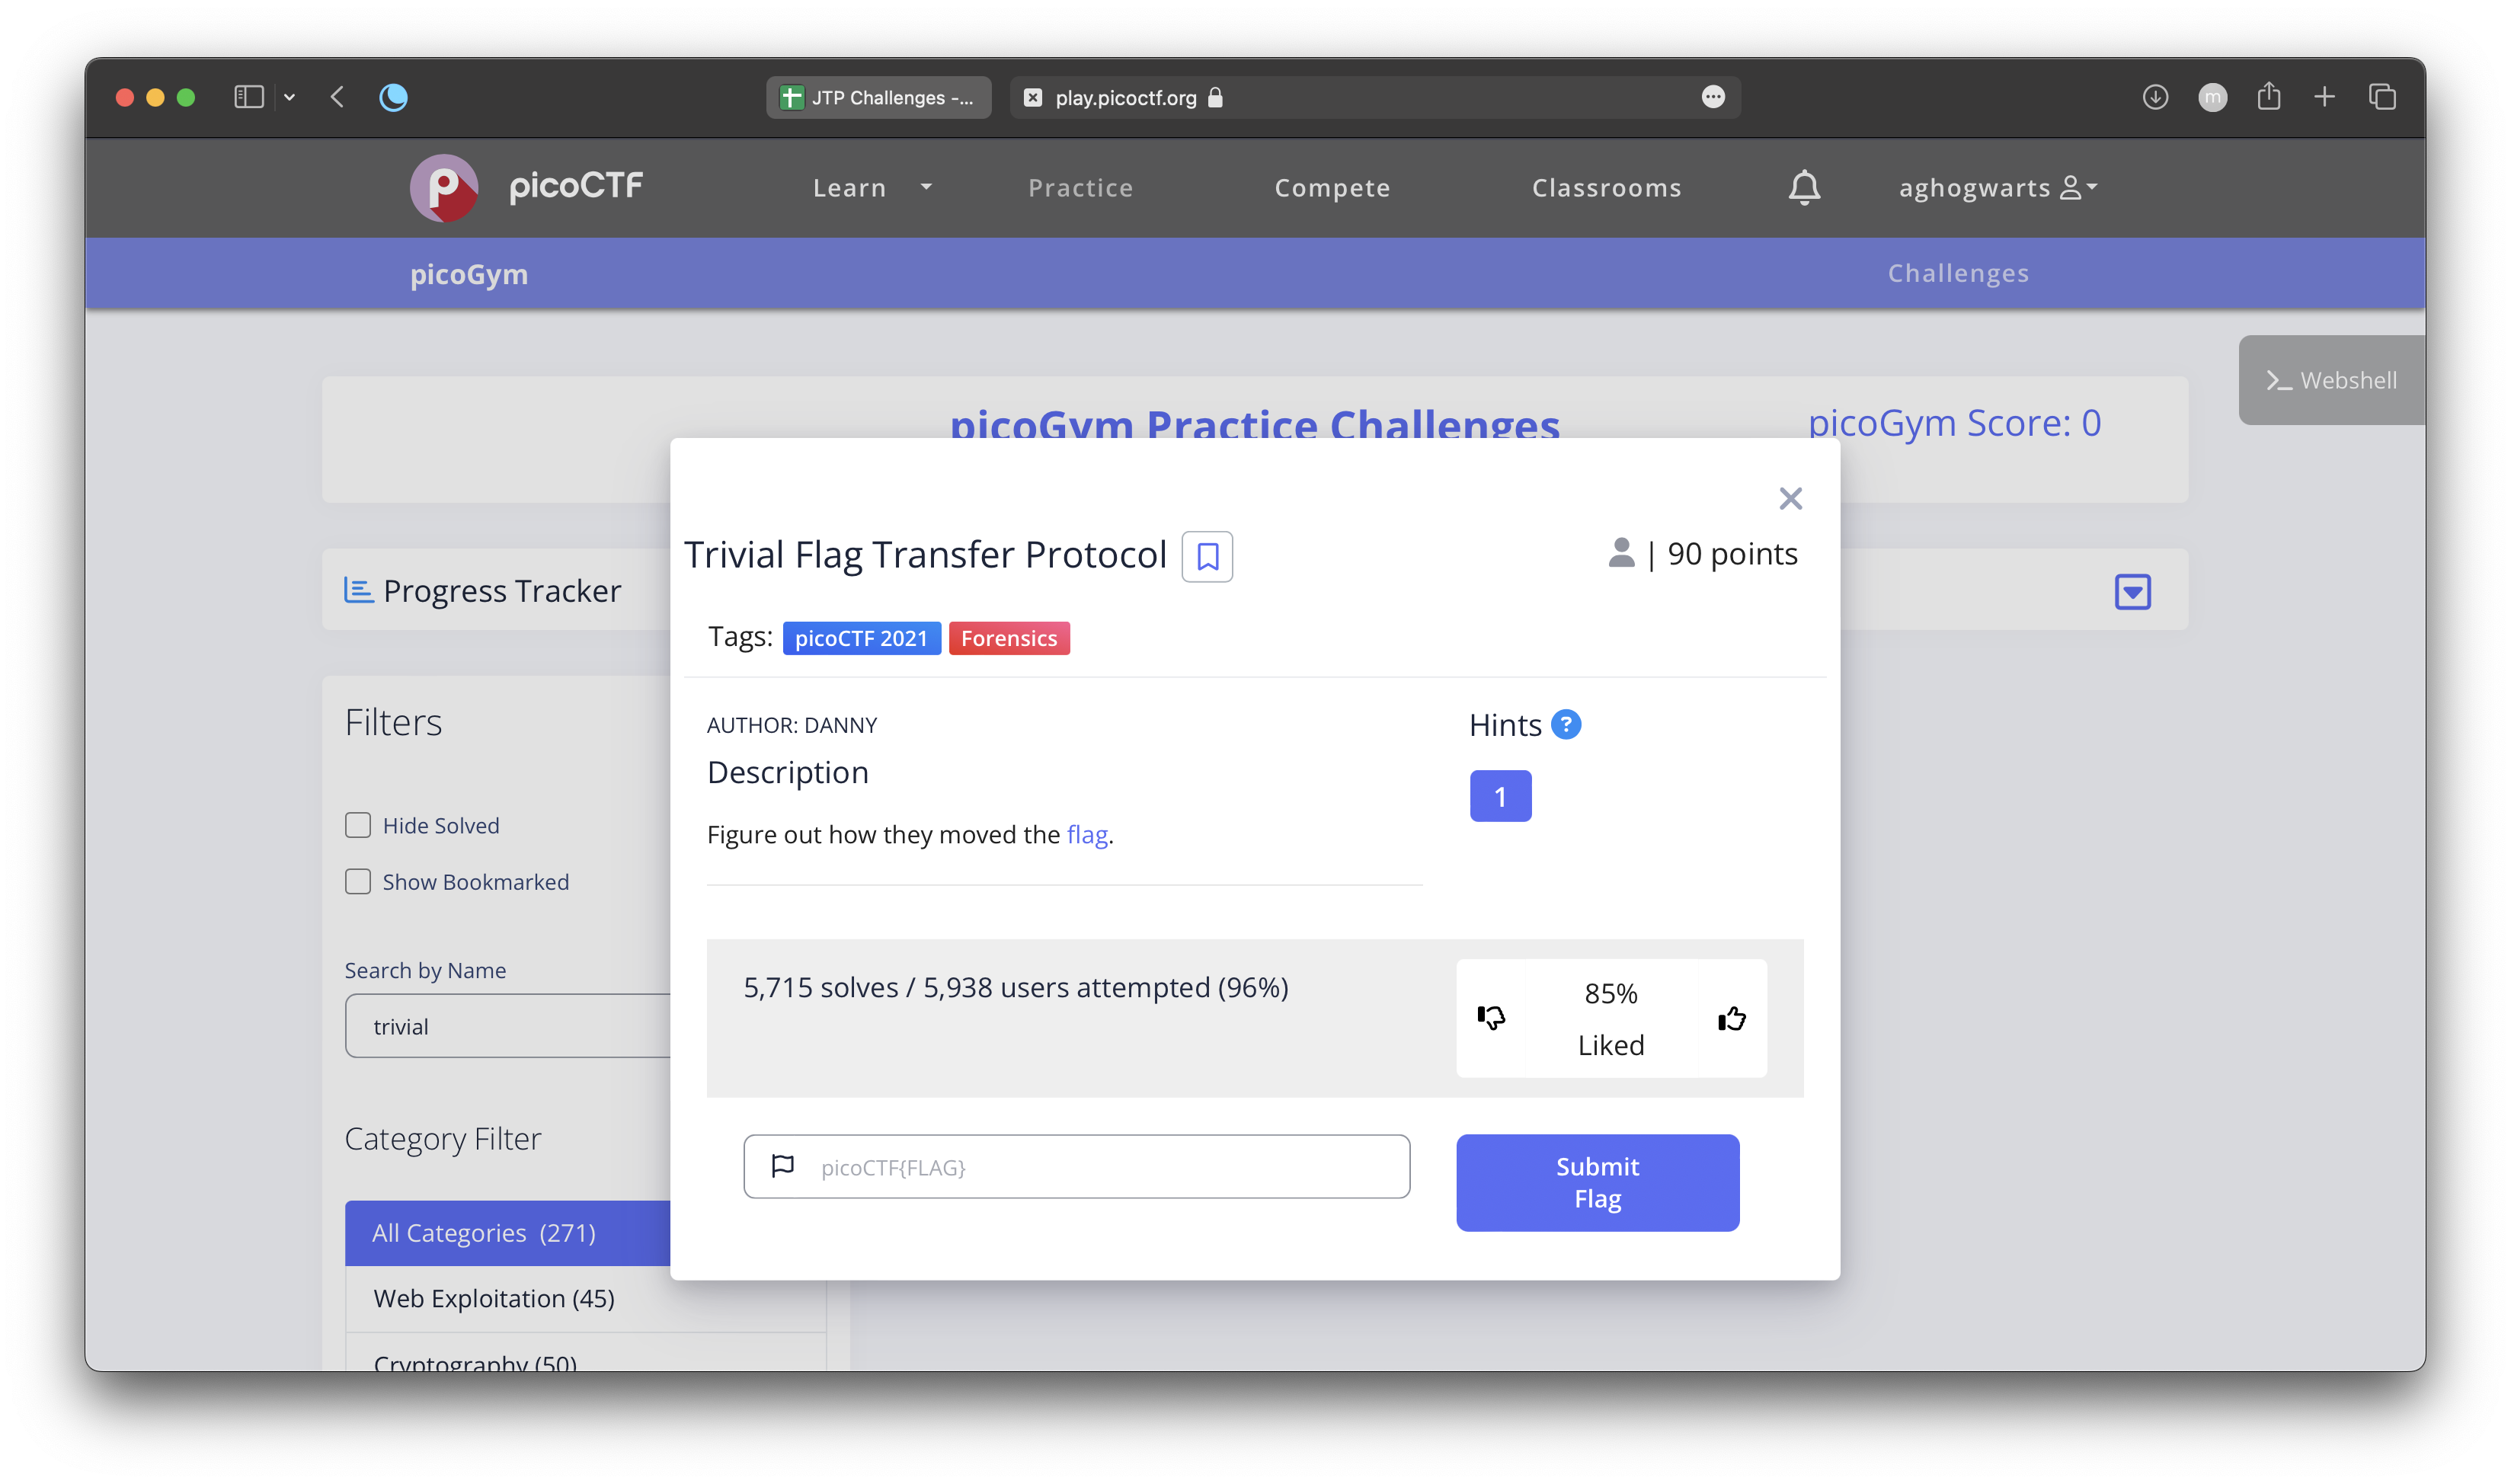 JTP Challenges -...
play.picoctf.org
m
picoCTF
Learn
Practice
Compete
Classrooms
aghogwarts
picoGym
Challenges
>_ Webshell
picoGym Practice Challenges
picoGym Score: 0
Trivial Flag Transfer Protocol
| 90 points
Progress Tracker
Tags: picoCTF 2021 Forensics
Filters
AUTHOR: DANNY
Hints ?
Description
1
Hide Solved
Figure out how they moved the flag.
Show Bookmarked
Search by Name
5,715 solves / 5,938 users attempted (96%)
85%
Liked
trivial
Category Filter
picoCTF{FLAG}
Submit
Flag
All Categories (271)
Web Exploitation (45)
Cryptography (50)